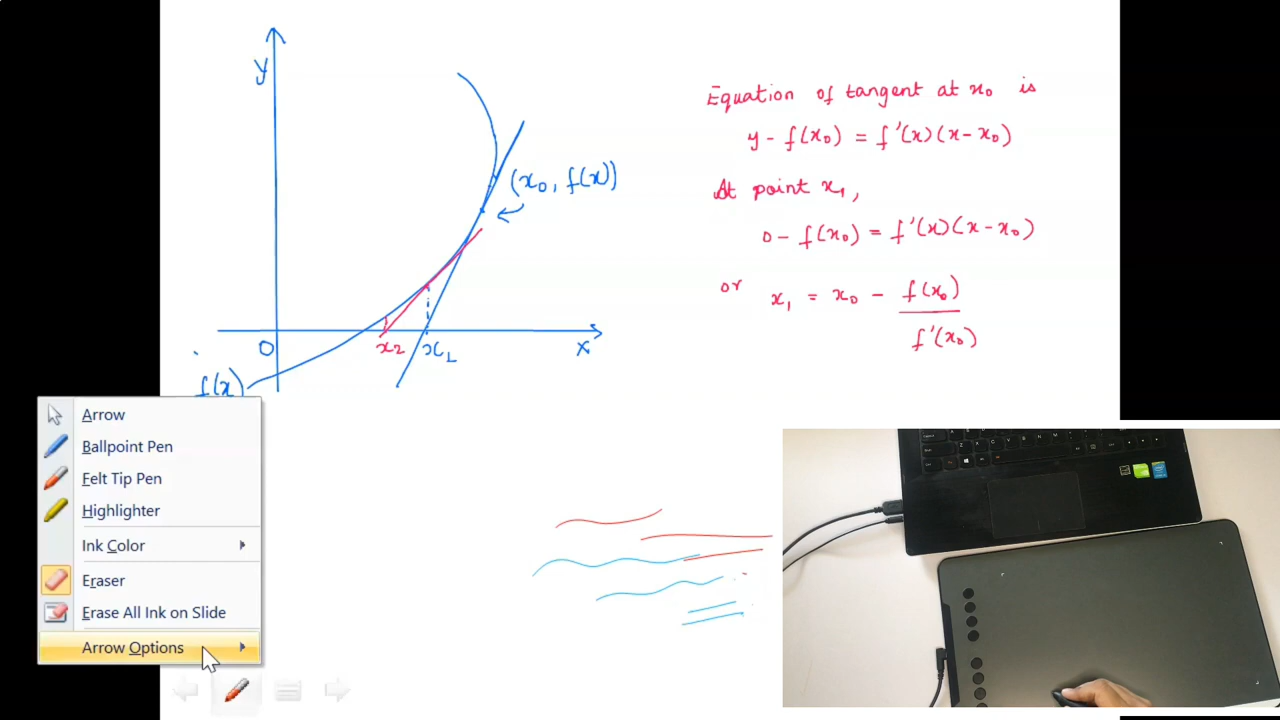 y
(x₀, f(x))
O
x₂
x₁
x
f(x)
Equation of tangent at x₀ is
y - f(x₀) = f'(x)(x - x₀)
At point x₁,
0 - f(x₀) = f'(x)(x - x₀)
or x₁ = x₀ - f(x₀)
f'(x₀)
Arrow
Ballpoint Pen
Felt Tip Pen
Highlighter
Ink Color
Eraser
Erase All Ink on Slide
Arrow Options